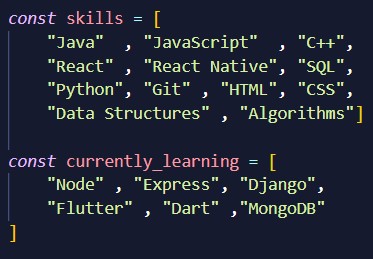 const skills = [
"Java" , "JavaScript" , "C++",
"React" , "React Native", "SQL",
"Python", "Git" , "HTML", "CSS",
"Data Structures" , "Algorithms"]
const currently_learning = [
"Node" , "Express", "Django",
"Flutter" , "Dart" ,"MongoDB"
]